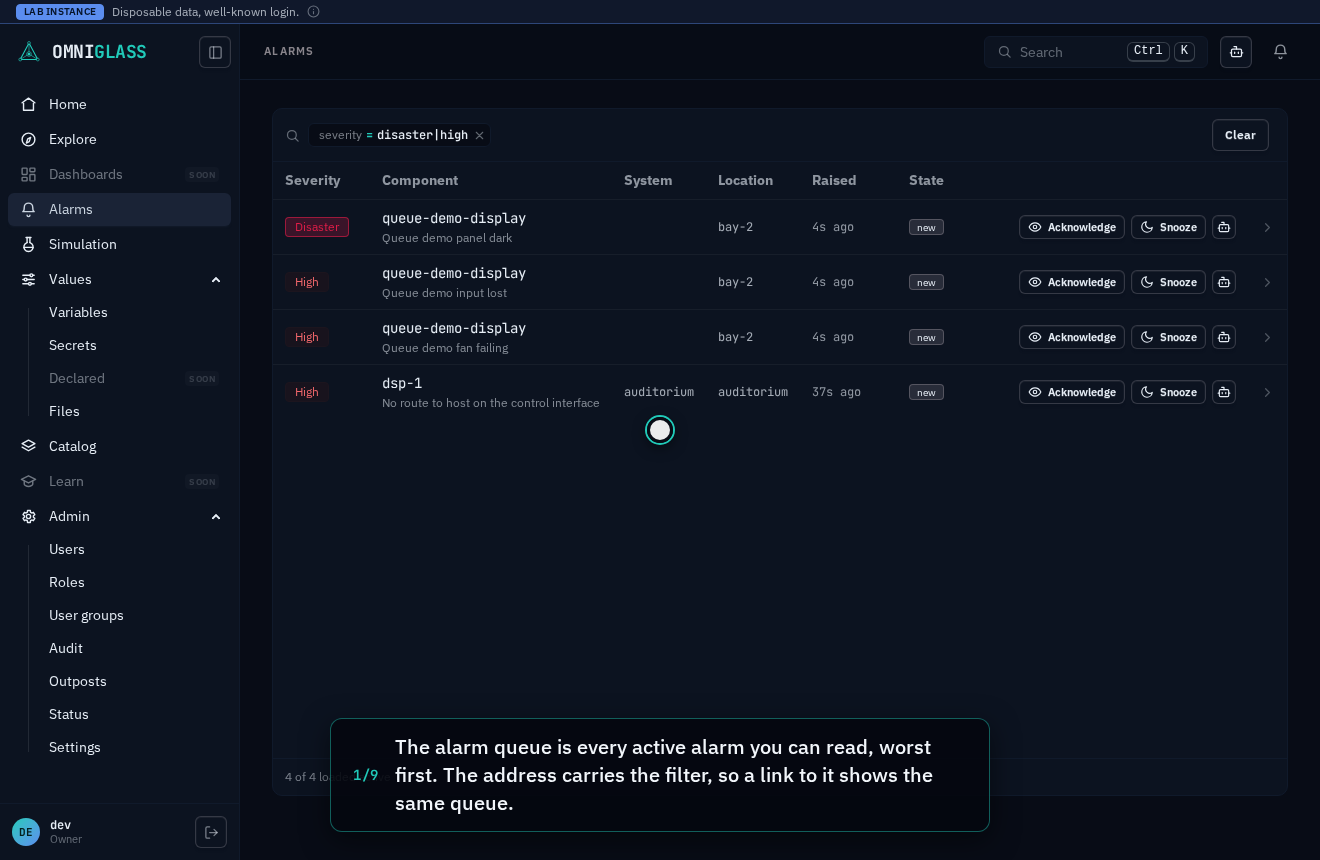 LAB INSTANCE Disposable data, well-known login.
OMNIGLASS
ALARMS
Search Ctrl K
Home
Explore
Dashboards SOON
Alarms
Simulation
Values
Variables
Secrets
Declared SOON
Files
Catalog
Learn SOON
Admin
Users
Roles
User groups
Audit
Outposts
Status
Settings
DE dev
Owner
severity = disaster|high
Clear
Severity Component System Location Raised State
Disaster queue-demo-display bay-2 4s ago new Acknowledge Snooze
Queue demo panel dark
High queue-demo-display bay-2 4s ago new Acknowledge Snooze
Queue demo input lost
High queue-demo-display bay-2 4s ago new Acknowledge Snooze
Queue demo fan failing
High dsp-1 auditorium auditorium 37s ago new Acknowledge Snooze
No route to host on the control interface
4 of 4
1/9
The alarm queue is every active alarm you can read, worst
first. The address carries the filter, so a link to it shows the
same queue.